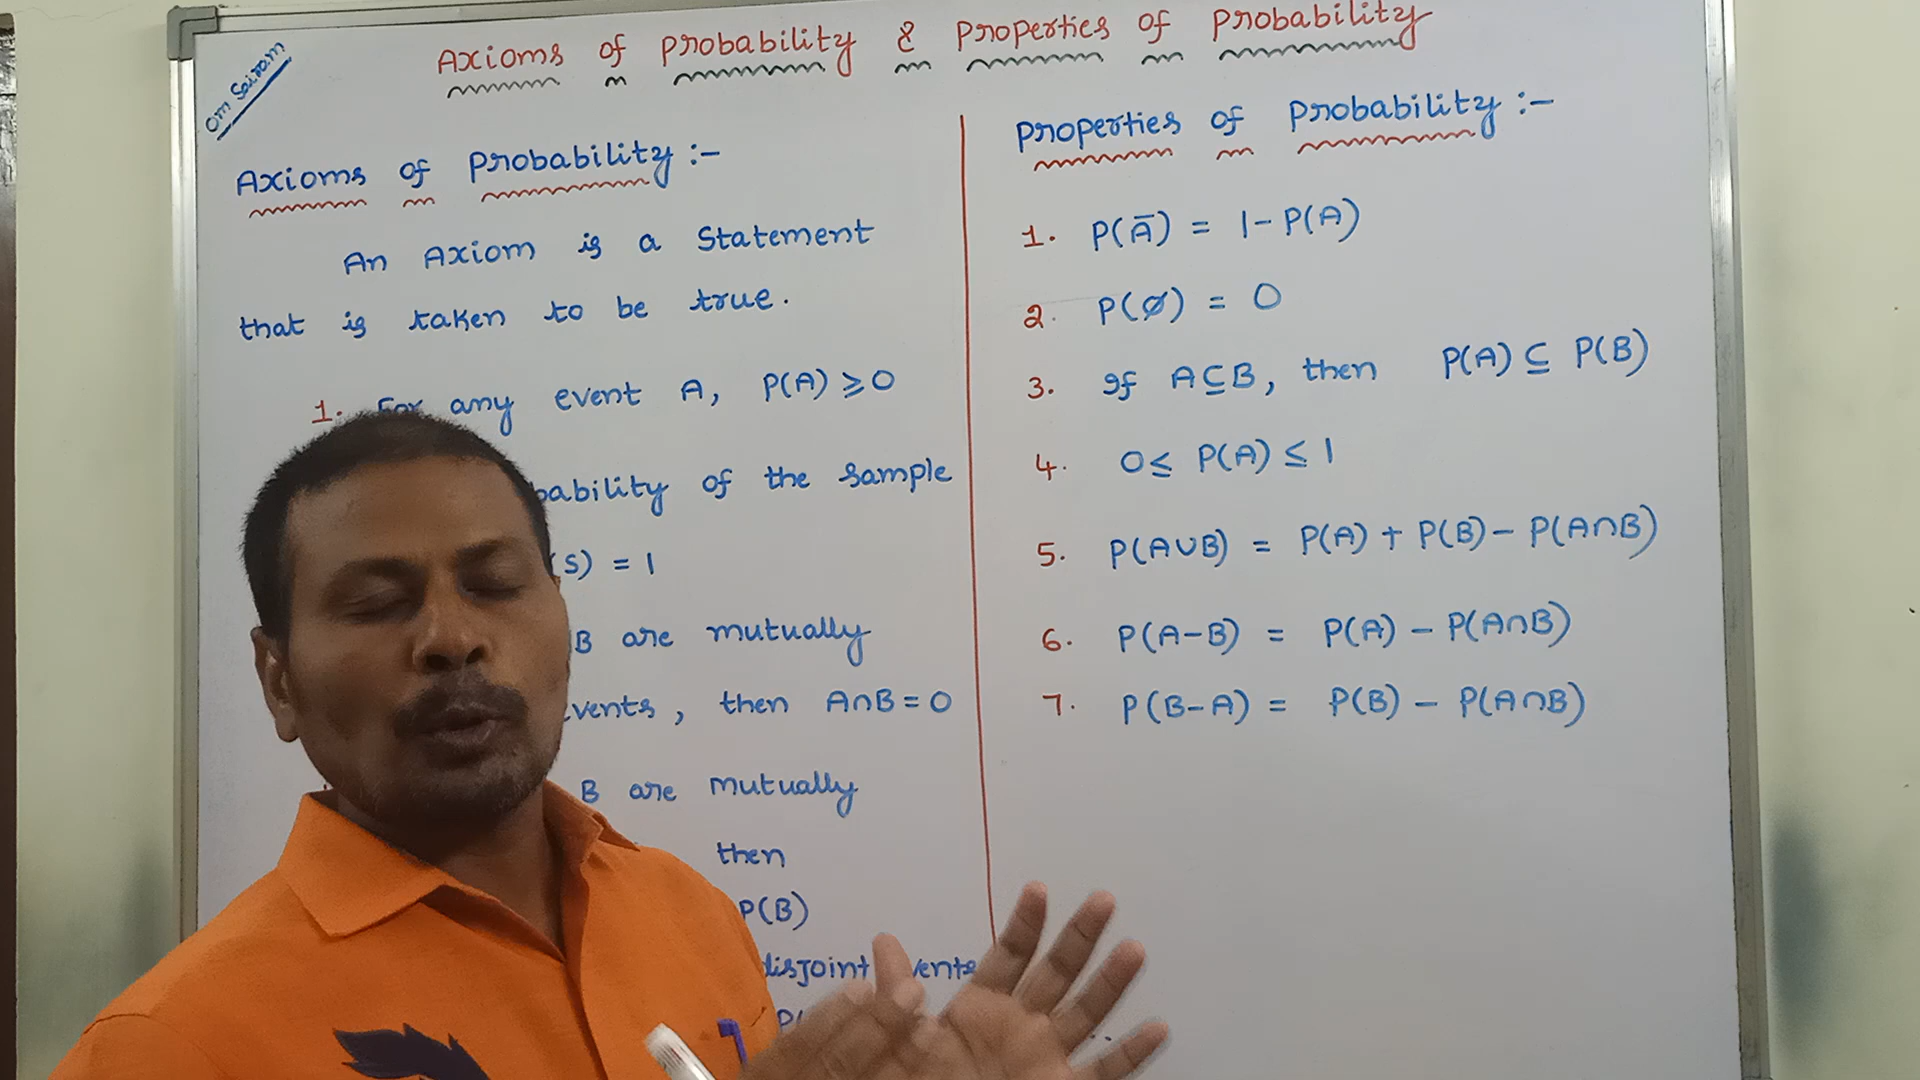 Om Sairam
Axioms of Probability & Properties of Probability
Axioms of Probability :-
An Axiom is a Statement
that is taken to be true.
1. For any event A, P(A) ⩾ 0
bability of the Sample
(S) = 1
B are mutually
vents, then A∩B = 0
B are mutually
then
P(B)
disjoint vents
P(
Properties of Probability :-
1. P(A̅) = 1 - P(A)
2. P(∅) = 0
3. If A⊆B, then P(A) ⊆ P(B)
4. 0 ≤ P(A) ≤ 1
5. P(A∪B) = P(A) + P(B) - P(A∩B)
6. P(A-B) = P(A) - P(A∩B)
7. P(B-A) = P(B) - P(A∩B)